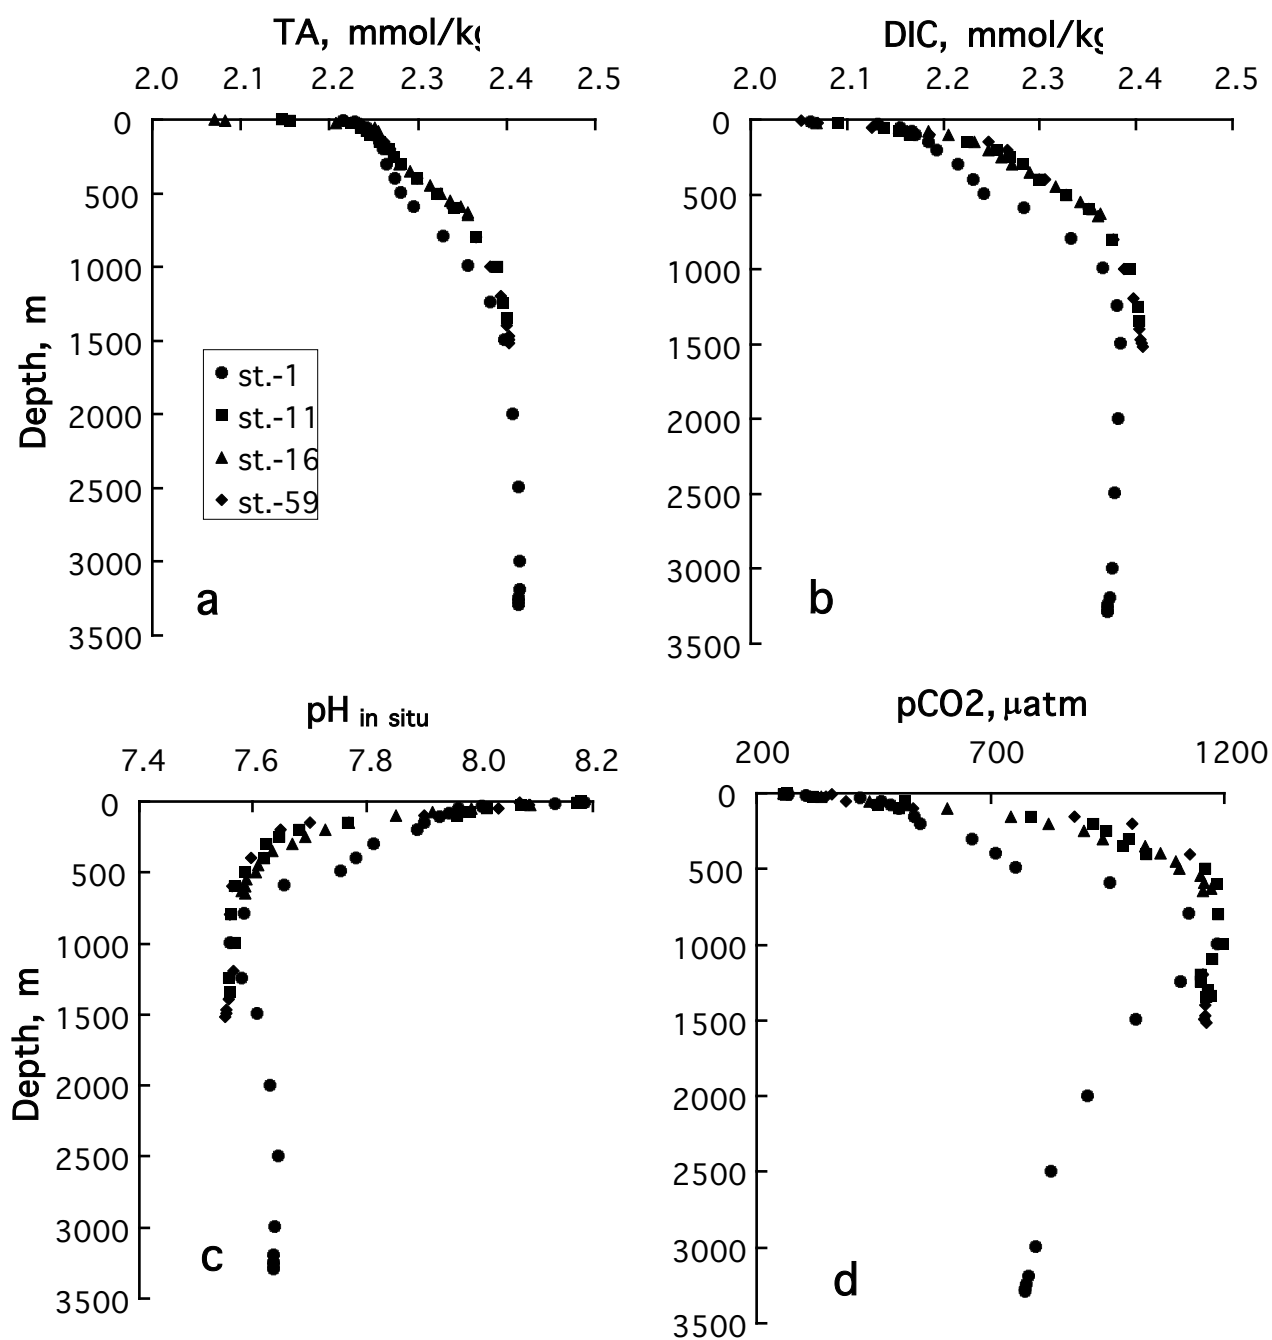 TA, mmol/kg
2.0 2.1 2.2 2.3 2.4 2.5
0
500
1000
1500
2000
2500
3000
3500
Depth, m
st.-1
st.-11
st.-16
st.-59
a
DIC, mmol/kg
2.0 2.1 2.2 2.3 2.4 2.5
0
500
1000
1500
2000
2500
3000
3500
b
pH in situ
7.4 7.6 7.8 8.0 8.2
0
500
1000
1500
2000
2500
3000
3500
Depth, m
c
pCO2, µatm
200 700 1200
0
500
1000
1500
2000
2500
3000
3500
d